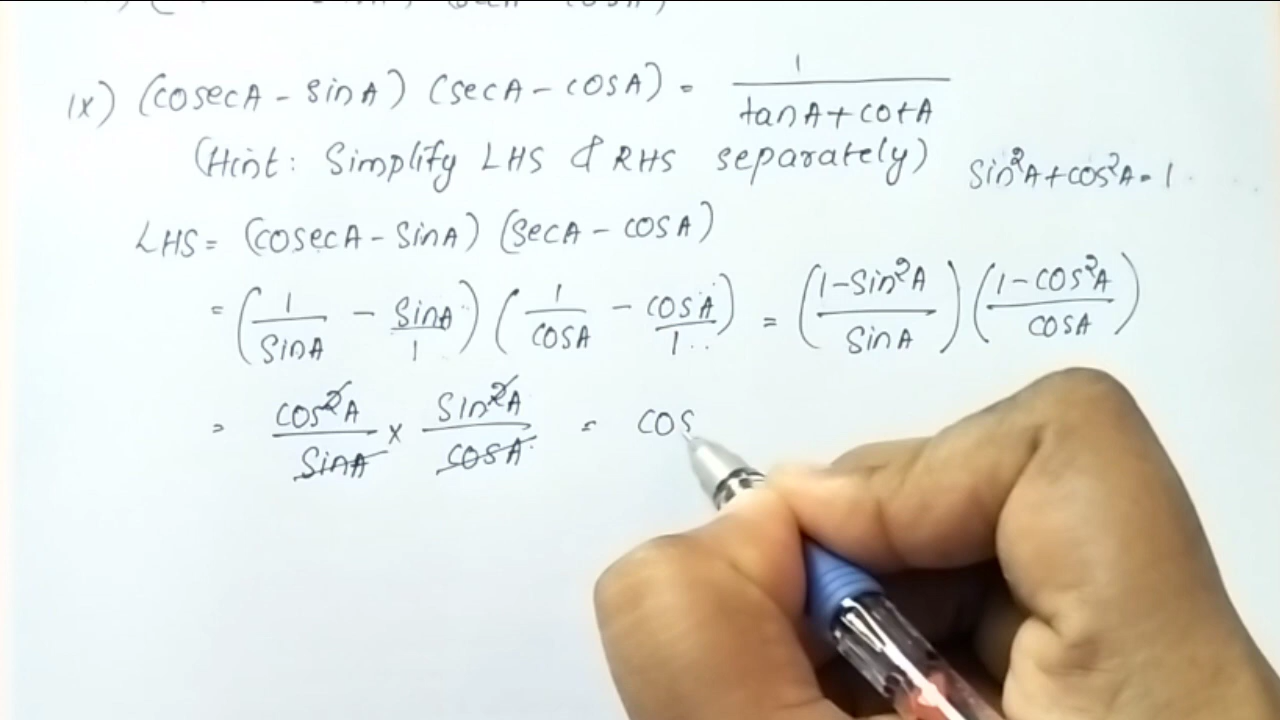 ix) (cosecA - sinA) (secA - cosA) = 1 / tanA + cotA
(Hint: Simplify LHS & RHS separately) sin²A + cos²A = 1
LHS = (cosecA - sinA) (secA - cosA)
= (1/sinA - sinA/1) (1/cosA - cosA/1) = (1-sin²A / sinA) (1-cos²A / cosA)
= cos²A/sinA x sin²A/cosA = cos